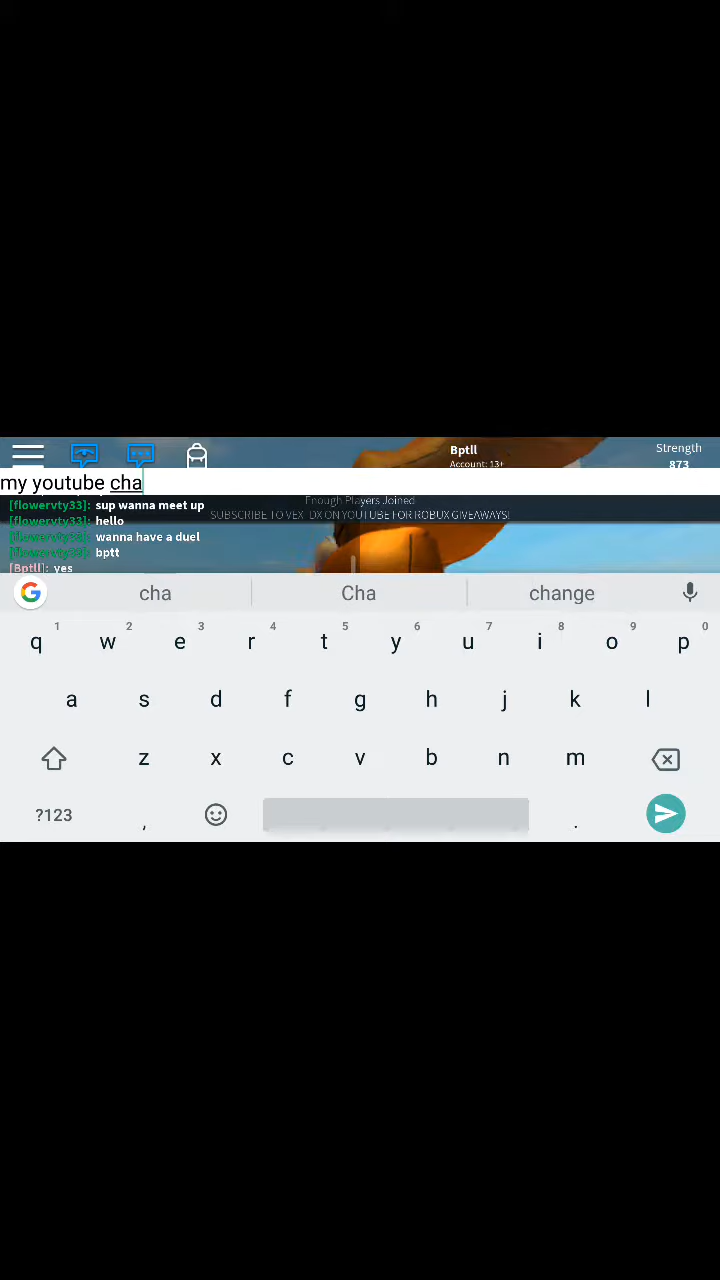 Bptll
Strength
Account: 13+
873
my youtube cha
[flowervty33]: sup wanna meet up
Enough Players Joined
[flowervty33]: hello
SUBSCRIBE TO VEX_DX ON YOUTUBE FOR ROBUX GIVEAWAYS!
[flowervty33]: wanna have a duel
[flowervty33]: bptt
[Bptll]: yes
G cha Cha change
1 2 3 4 5 6 7 8 9 0
q w e r t y u i o p
a s d f g h j k l
z x c v b n m
?123 , .